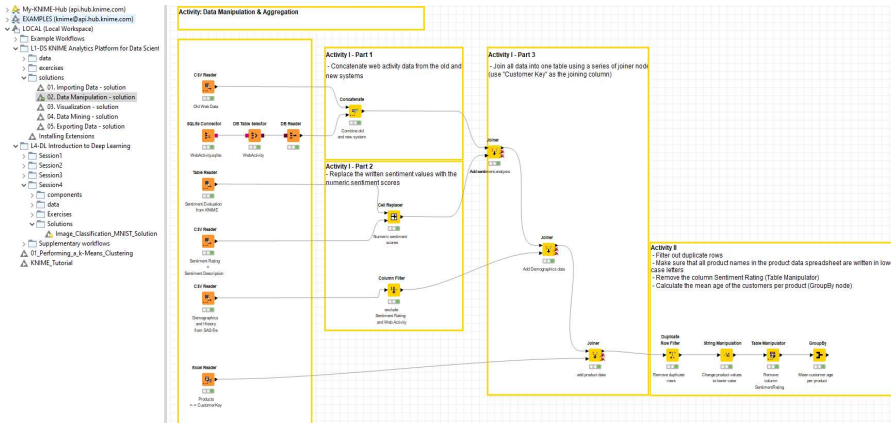 My-KNIME-Hub (api.hub.knime.com)
EXAMPLES (knime@api.hub.knime.com)
LOCAL (Local Workspace)
Example Workflows
L1-DS KNIME Analytics Platform for Data Scient
data
exercises
solutions
01. Importing Data - solution
02. Data Manipulation - solution
03. Visualization - solution
04. Data Mining - solution
05. Exporting Data - solution
Installing Extensions
L4-DL Introduction to Deep Learning
Session1
Session2
Session3
Session4
components
data
Exercises
Solutions
Image_Classification_MNIST_Solution
Supplementary workflows
01_Performing_a_k-Means_Clustering
KNIME_Tutorial
Activity: Data Manipulation & Aggregation
CSV Reader
Old Web Data
SQLite Connector
DB Table Selector
DB Reader
WebActivity.sqlite
WebActivity
Table Reader
Sentiment Evaluation
from KNIME
CSV Reader
Sentiment Rating
+
Sentiment Description
CSV Reader
Demographics
and History
from SAS file
Excel Reader
Products
<-> CustomerKey
Activity I - Part 1
- Concatenate web activity data from the old and
new systems
Concatenate
Combine old
and new system
Activity I - Part 2
- Replace the written sentiment values with the
numeric sentiment scores
Cell Replacer
Numeric sentiment
scores
Column Filter
exclude
Sentiment Rating
and Web Activity
Activity I - Part 3
- Join all data into one table using a series of joiner node
(use "Customer Key" as the joining column)
Joiner
Add sentiment analysis
Joiner
Add Demographics data
Joiner
add product data
Activity II
- Filter out duplicate rows
- Make sure that all product names in the product data spreadsheet are written in low
case letters
- Remove the column Sentiment Rating (Table Manipulator)
- Calculate the mean age of the customers per product (GroupBy node)
Duplicate
Row Filter
Remove duplicate
rows
String Manipulation
Change product values
to lower case
Table Manipulator
Remove
column
SentimentRating
GroupBy
Mean customer age
per product